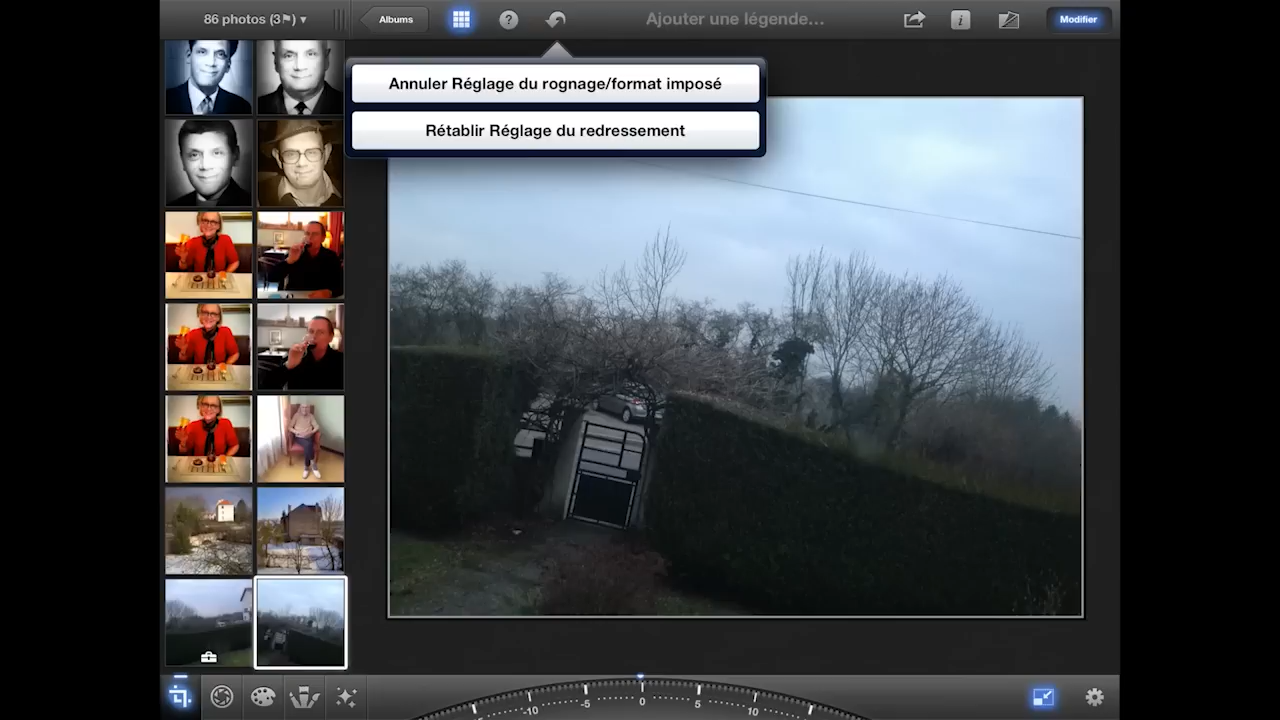 86 photos (3⚑) ▾
Albums
?
Ajouter une légende…
i
Modifier
Annuler Réglage du rognage/format imposé
Rétablir Réglage du redressement
-10 -5 0 5 10